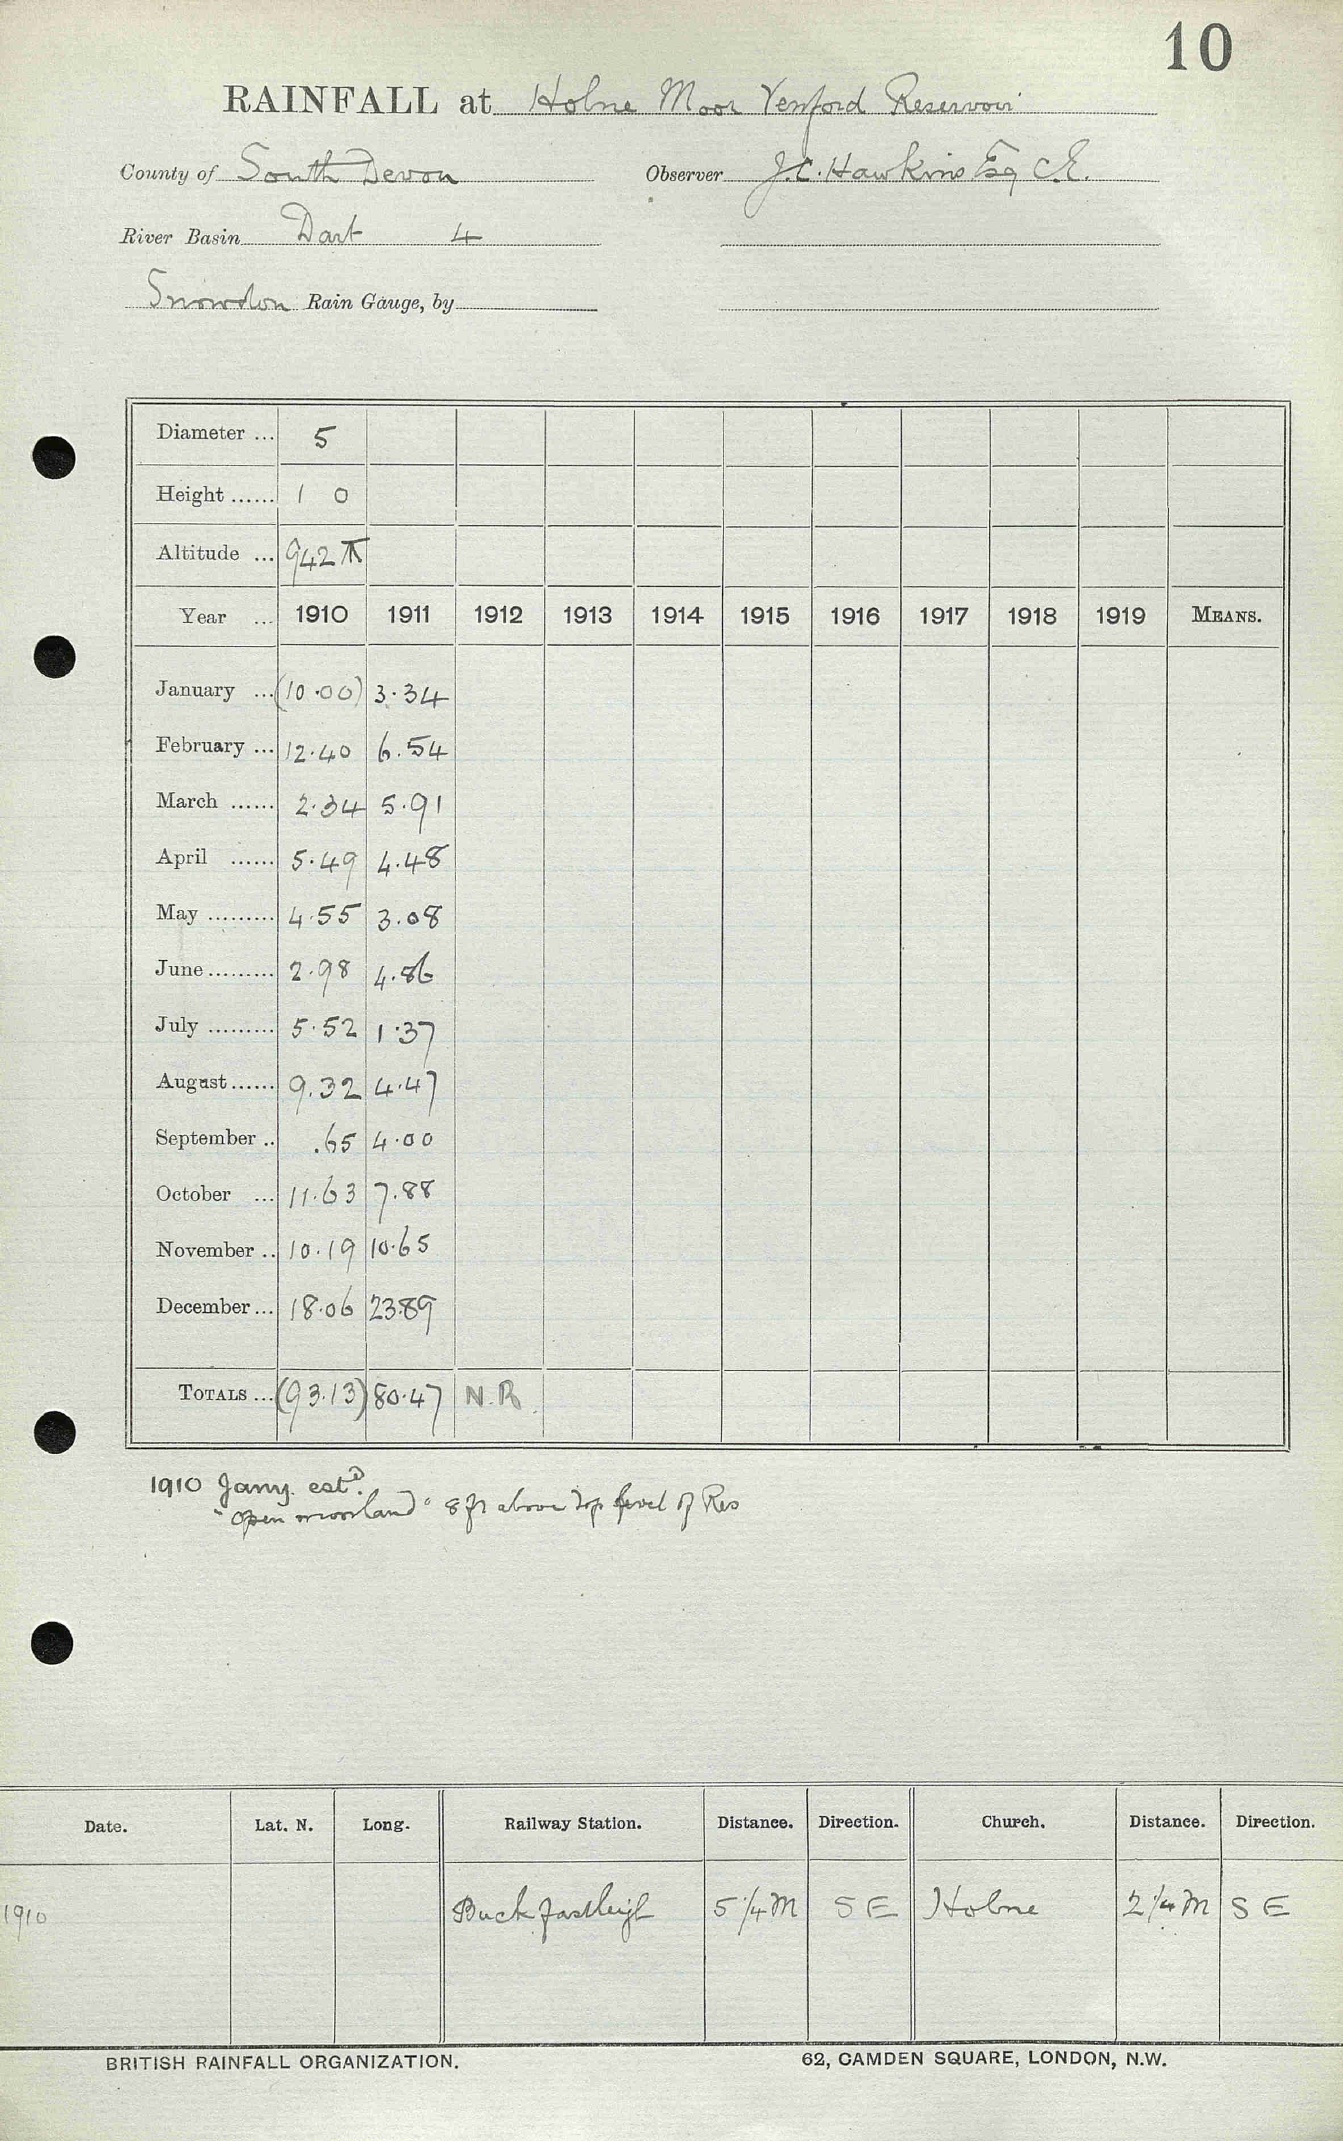 10
RAINFALL at Holne Moor Venford Reservoir
County of South Devon Observer J.C. Hawkins Esq C.E.
River Basin Dart 4
Snowdon Rain Gauge, by
Diameter ... 5
Height ...... 1 0
Altitude ... 942
Year ... 1910 1911 1912 1913 1914 1915 1916 1917 1918 1919 MEANS.
January ... (10.00) 3.34
February ... 12.40 6.54
March ...... 2.34 5.91
April ...... 5.49 4.48
May ......... 4.55 3.08
June ......... 2.98 4.86
July ......... 5.52 1.37
August ...... 9.32 4.47
September .. .65 4.00
October ... 11.63 7.88
November .. 10.19 10.65
December ... 18.06 23.89
TOTALS ... (93.13) 80.47 N.R.
1910 Jany. estd.
"Open moorland" 8 ft above top level of Res
Date. Lat. N. Long. Railway Station. Distance. Direction. Church. Distance. Direction.
1910 Buckfastleigh 5 1/4 M S E Holne 2 1/4 M S E
BRITISH RAINFALL ORGANIZATION. 62, CAMDEN SQUARE, LONDON, N.W.